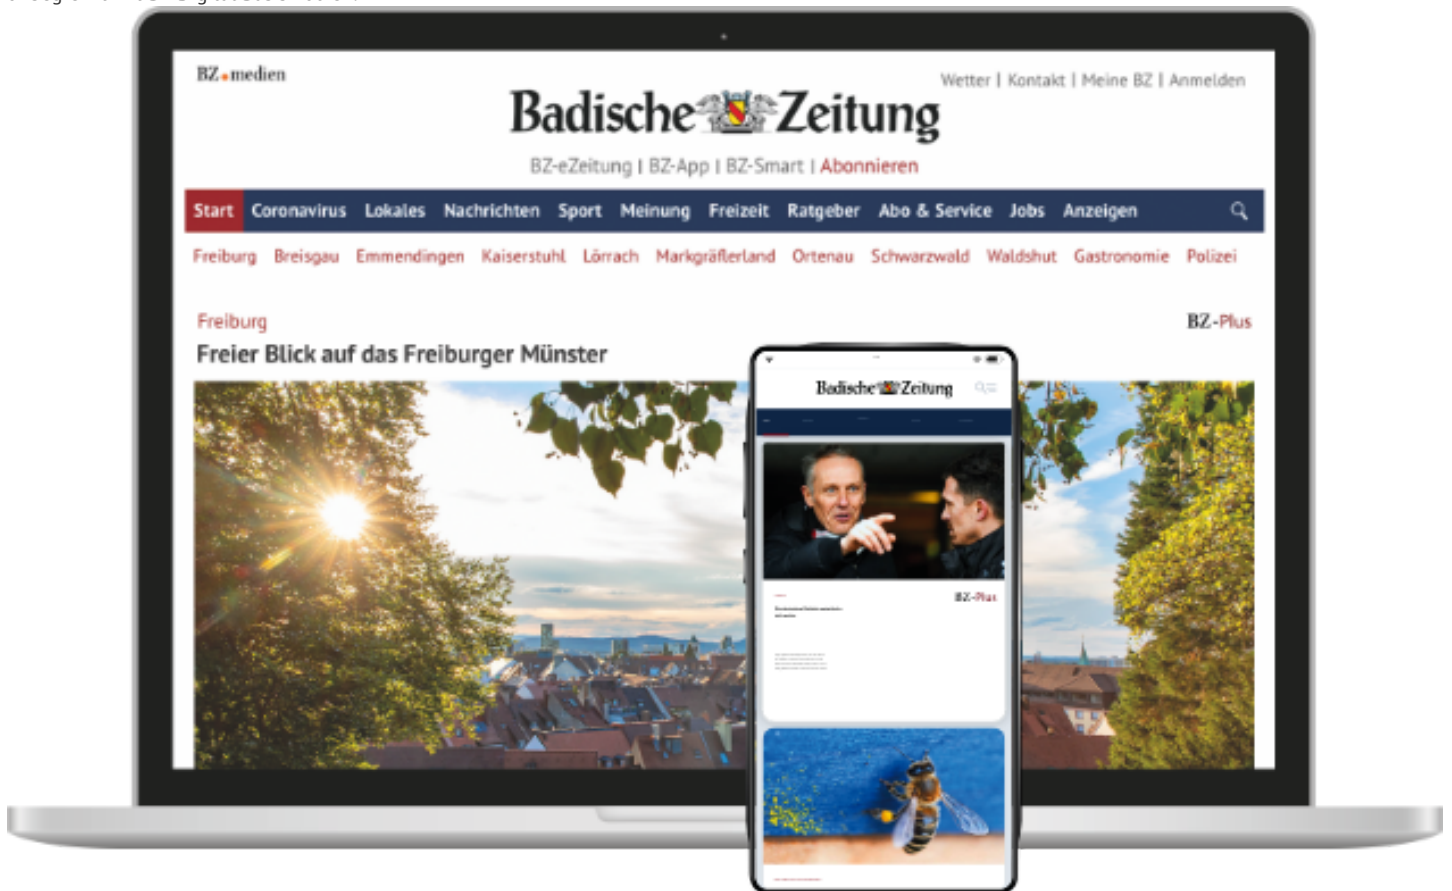 BZ.medien
Wetter | Kontakt | Meine BZ | Anmelden
Badische Zeitung
BZ-eZeitung | BZ-App | BZ-Smart | Abonnieren
Start Coronavirus Lokales Nachrichten Sport Meinung Freizeit Ratgeber Abo & Service Jobs Anzeigen
Freiburg Breisgau Emmendingen Kaiserstuhl Lörrach Markgräflerland Ortenau Schwarzwald Waldshut Gastronomie Polizei
Freiburg
BZ-Plus
Freier Blick auf das Freiburger Münster
Badische Zeitung
BZ-Plus